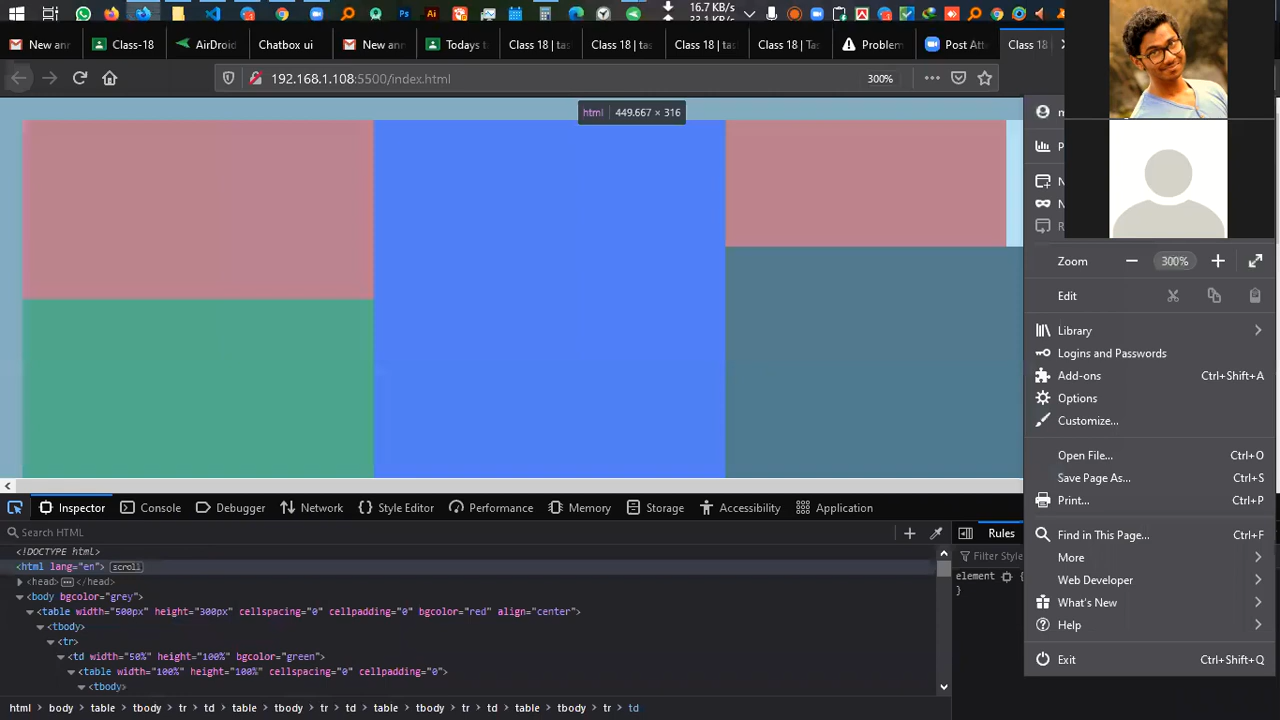 16.7 KB/s
33.1 KB/s
New ann
Class-18
AirDroid
Chatbox ui
New ann
Todays t
Class 18 | tas
Class 18 | tas
Class 18 | tas
Class 18 | Ta
Problem
Post Att
Class 18
192.168.1.108:5500/index.html
300%
html 449.667 × 316
P
N
N
R
Zoom 300%
Edit
Library
Logins and Passwords
Add-ons Ctrl+Shift+A
Options
Customize...
Open File... Ctrl+O
Save Page As... Ctrl+S
Print... Ctrl+P
Find in This Page... Ctrl+F
More
Web Developer
What's New
Help
Exit Ctrl+Shift+Q
Inspector
Console
Debugger
Network
Style Editor
Performance
Memory
Storage
Accessibility
Application
Search HTML
Rules
Filter Style
element {
}
<!DOCTYPE html>
<html lang="en"> scroll
<head> ... </head>
<body bgcolor="grey">
<table width="500px" height="300px" cellspacing="0" cellpadding="0" bgcolor="red" align="center">
<tbody>
<tr>
<td width="50%" height="100%" bgcolor="green">
<table width="100%" height="100%" cellspacing="0" cellpadding="0">
<tbody>
html body table tbody tr td table tbody tr td table tbody tr td table tbody tr td